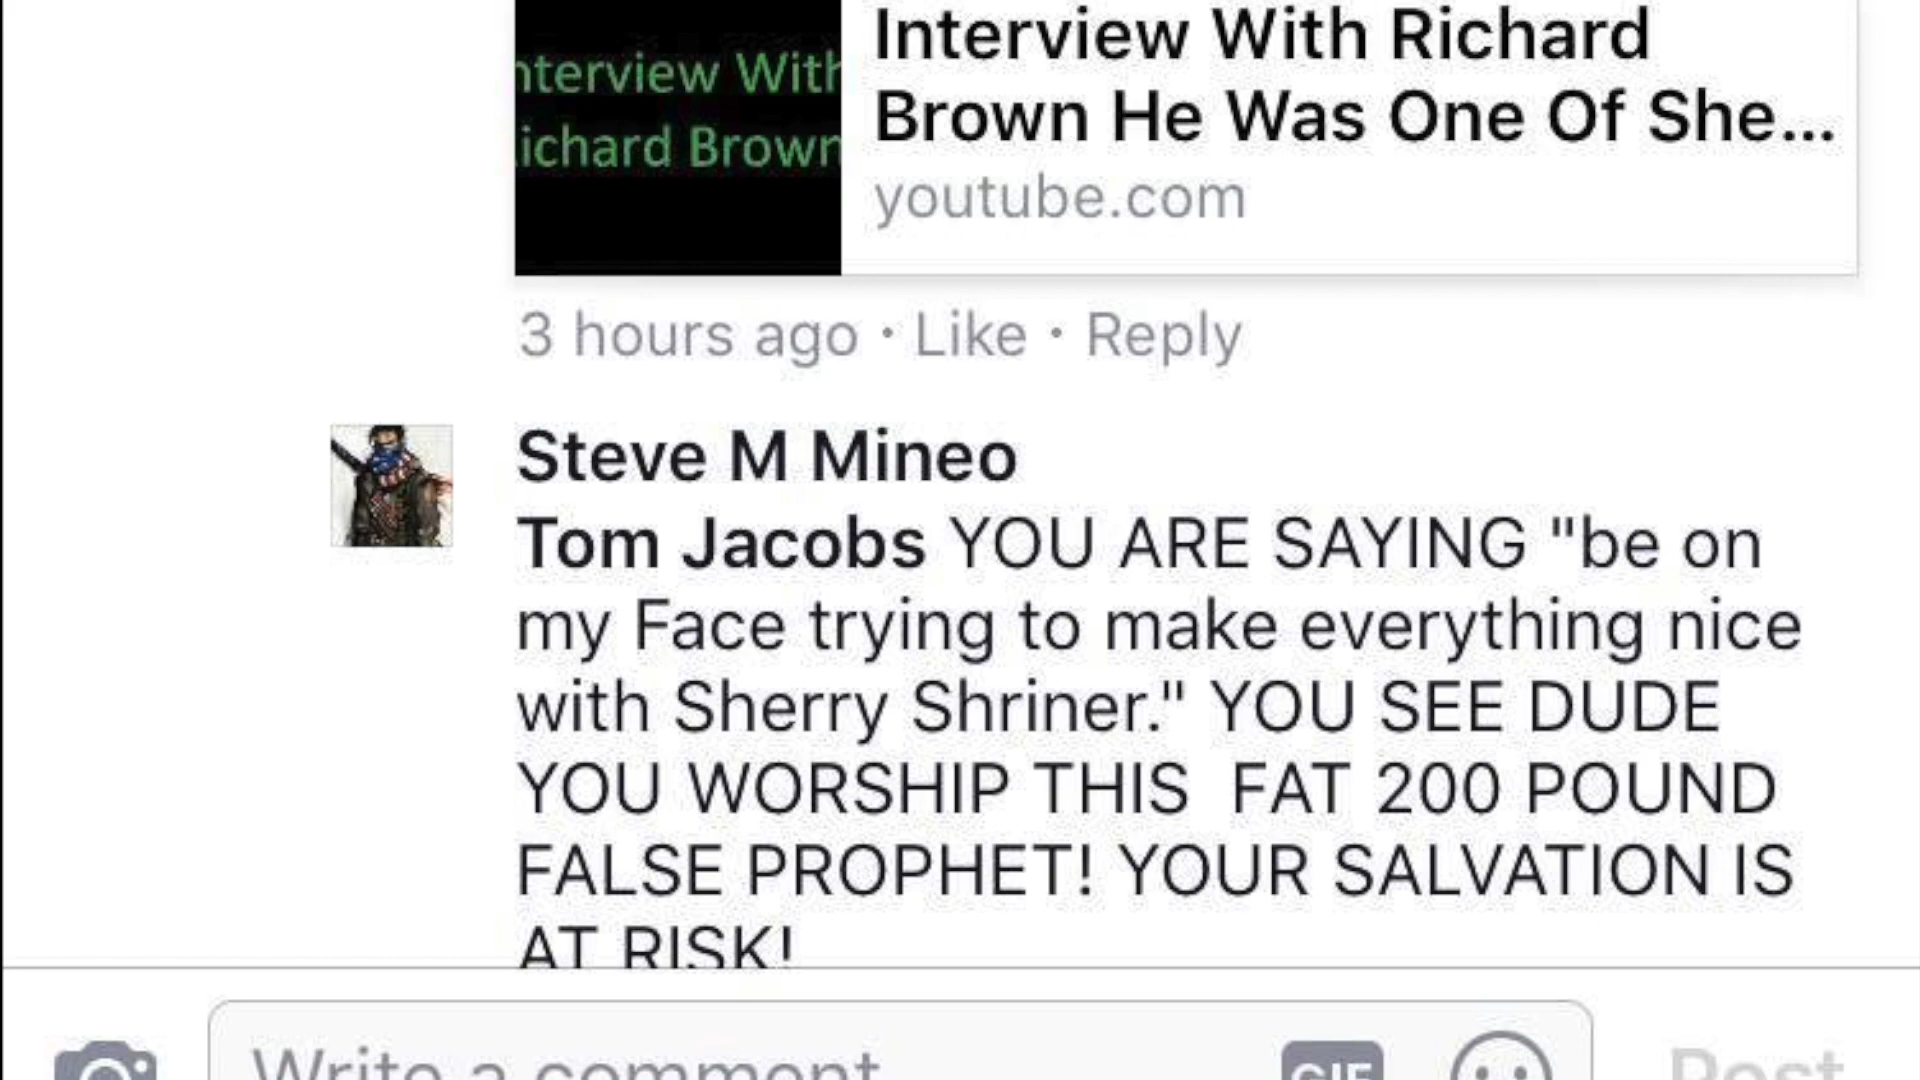 nterview With
ichard Brown
Interview With Richard
Brown He Was One Of She...
youtube.com
3 hours ago · Like · Reply
Steve M Mineo
Tom Jacobs YOU ARE SAYING "be on
my Face trying to make everything nice
with Sherry Shriner." YOU SEE DUDE
YOU WORSHIP THIS  FAT 200 POUND
FALSE PROPHET! YOUR SALVATION IS
AT RISK!
Write a comment
GIF
Post